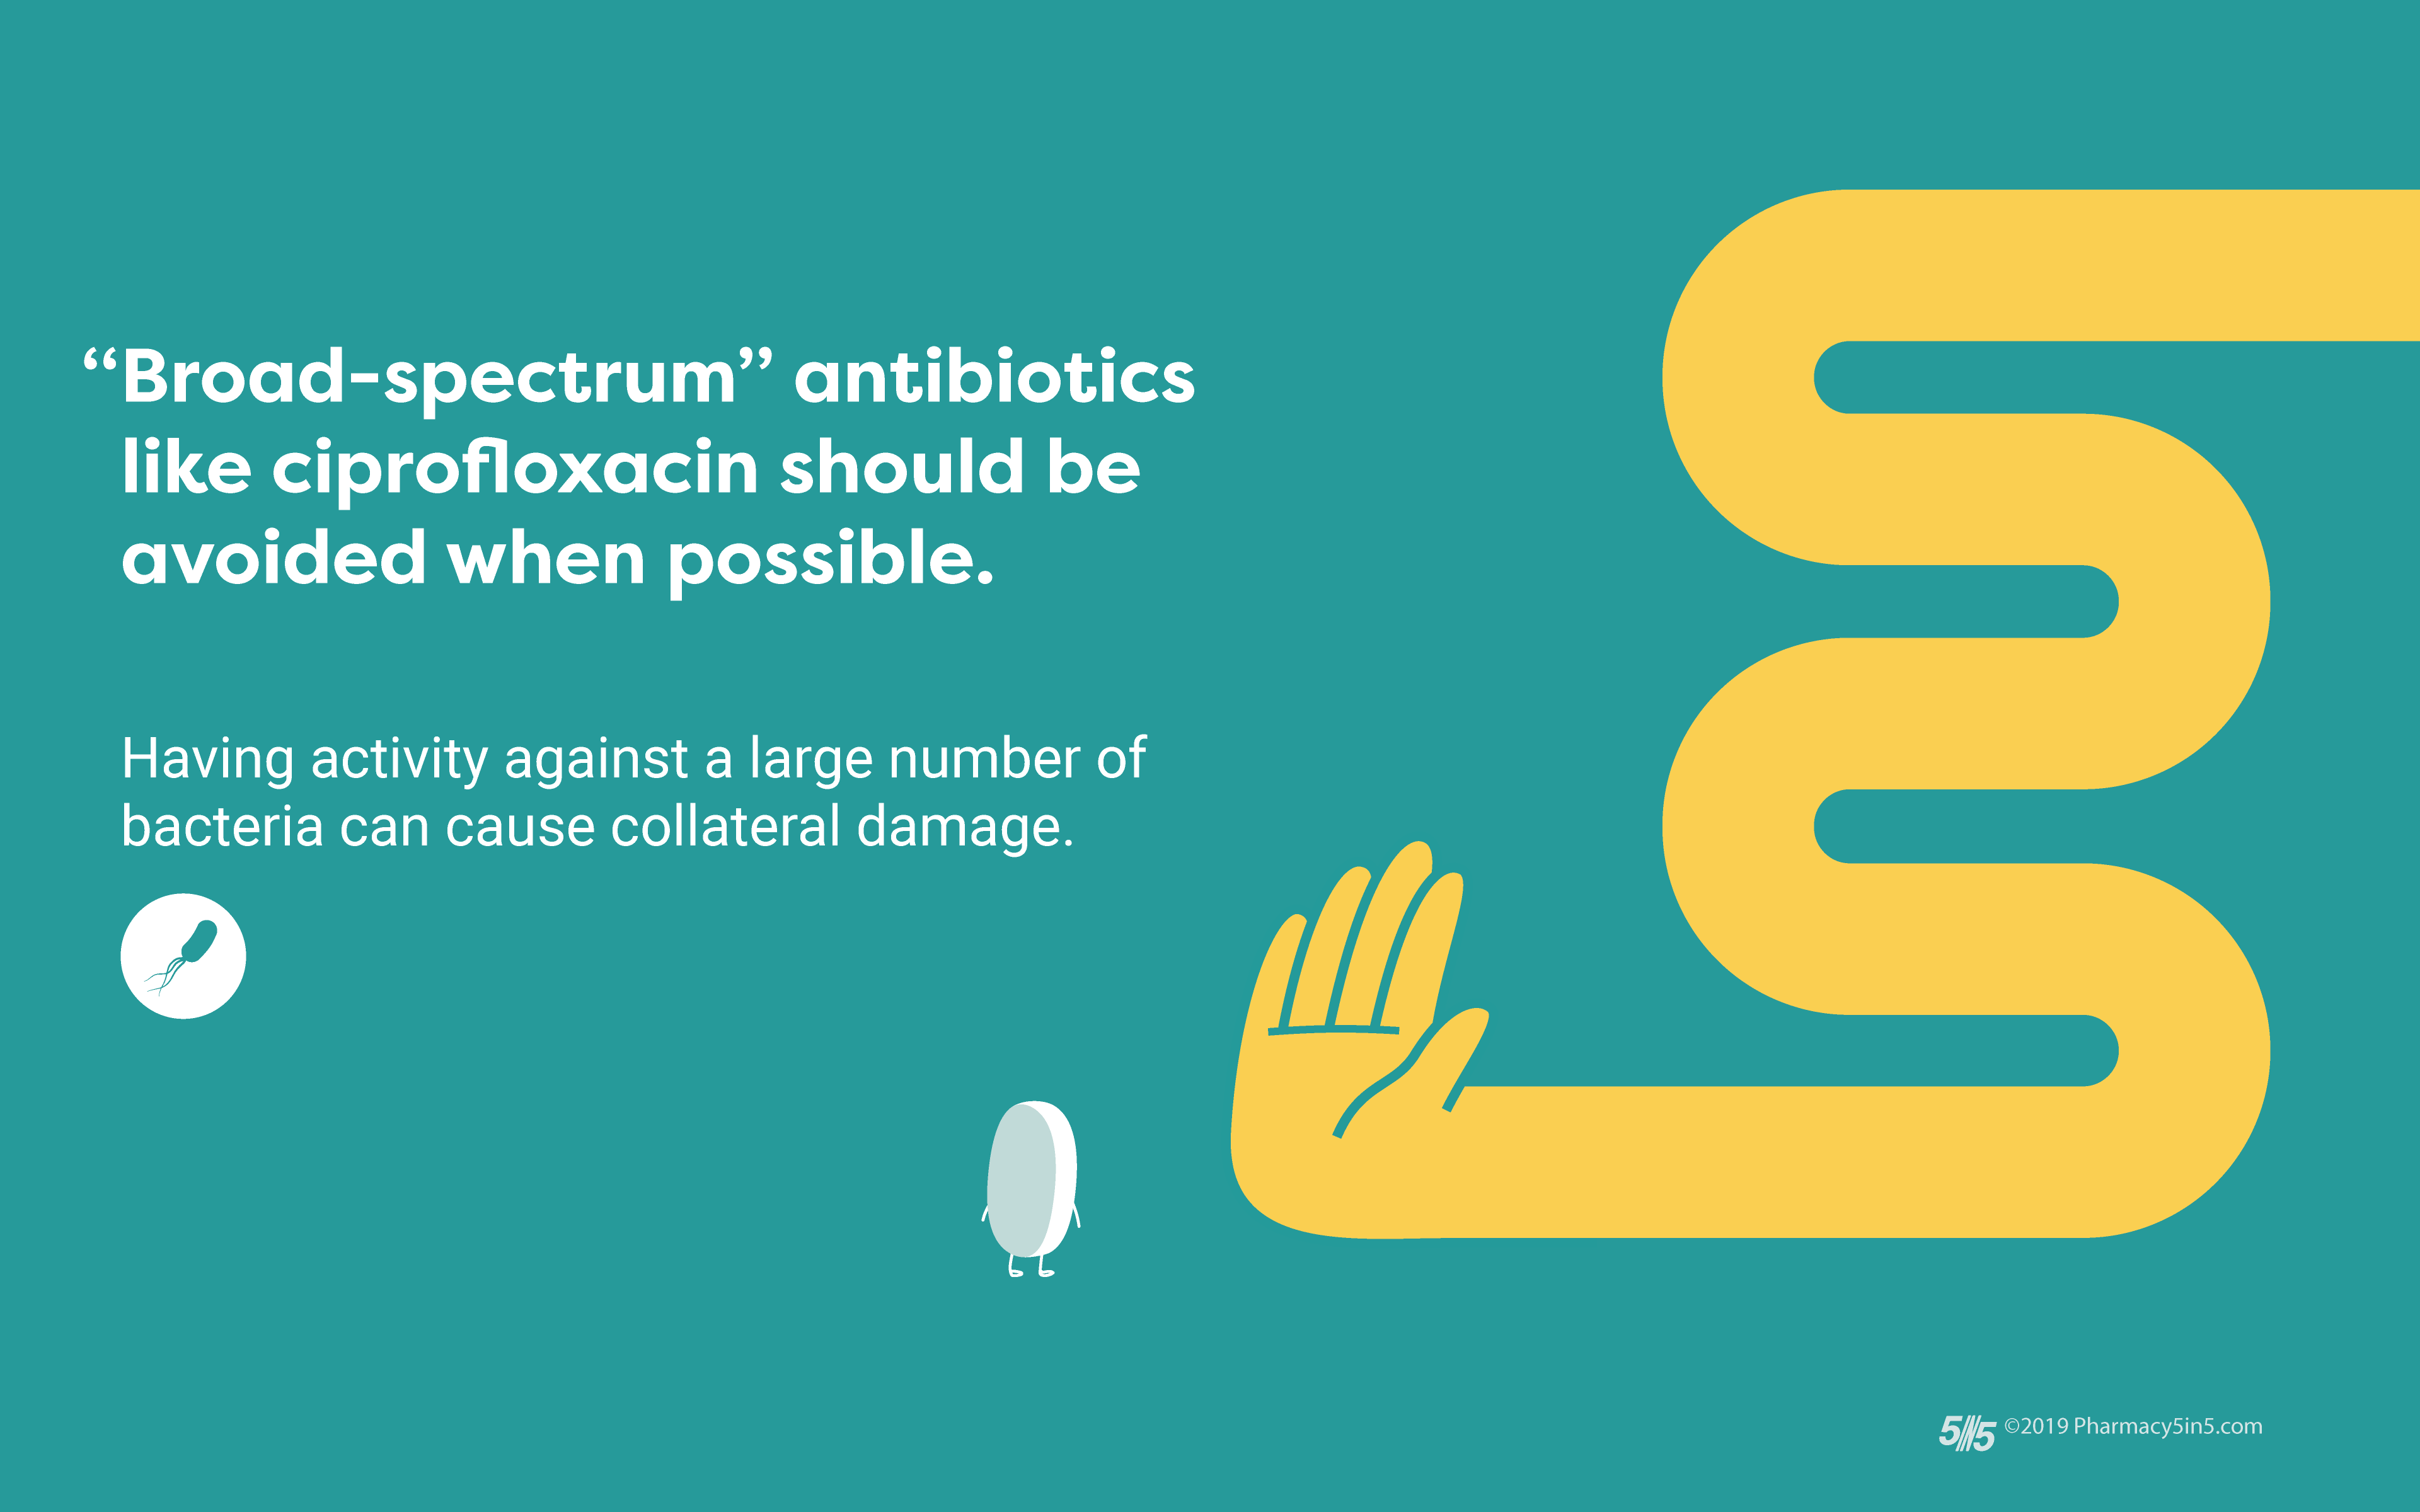 “Broad-spectrum” antibiotics
like ciprofloxacin should be
avoided when possible.
Having activity against a large number of
bacteria can cause collateral damage.
5in5 ©2019 Pharmacy5in5.com